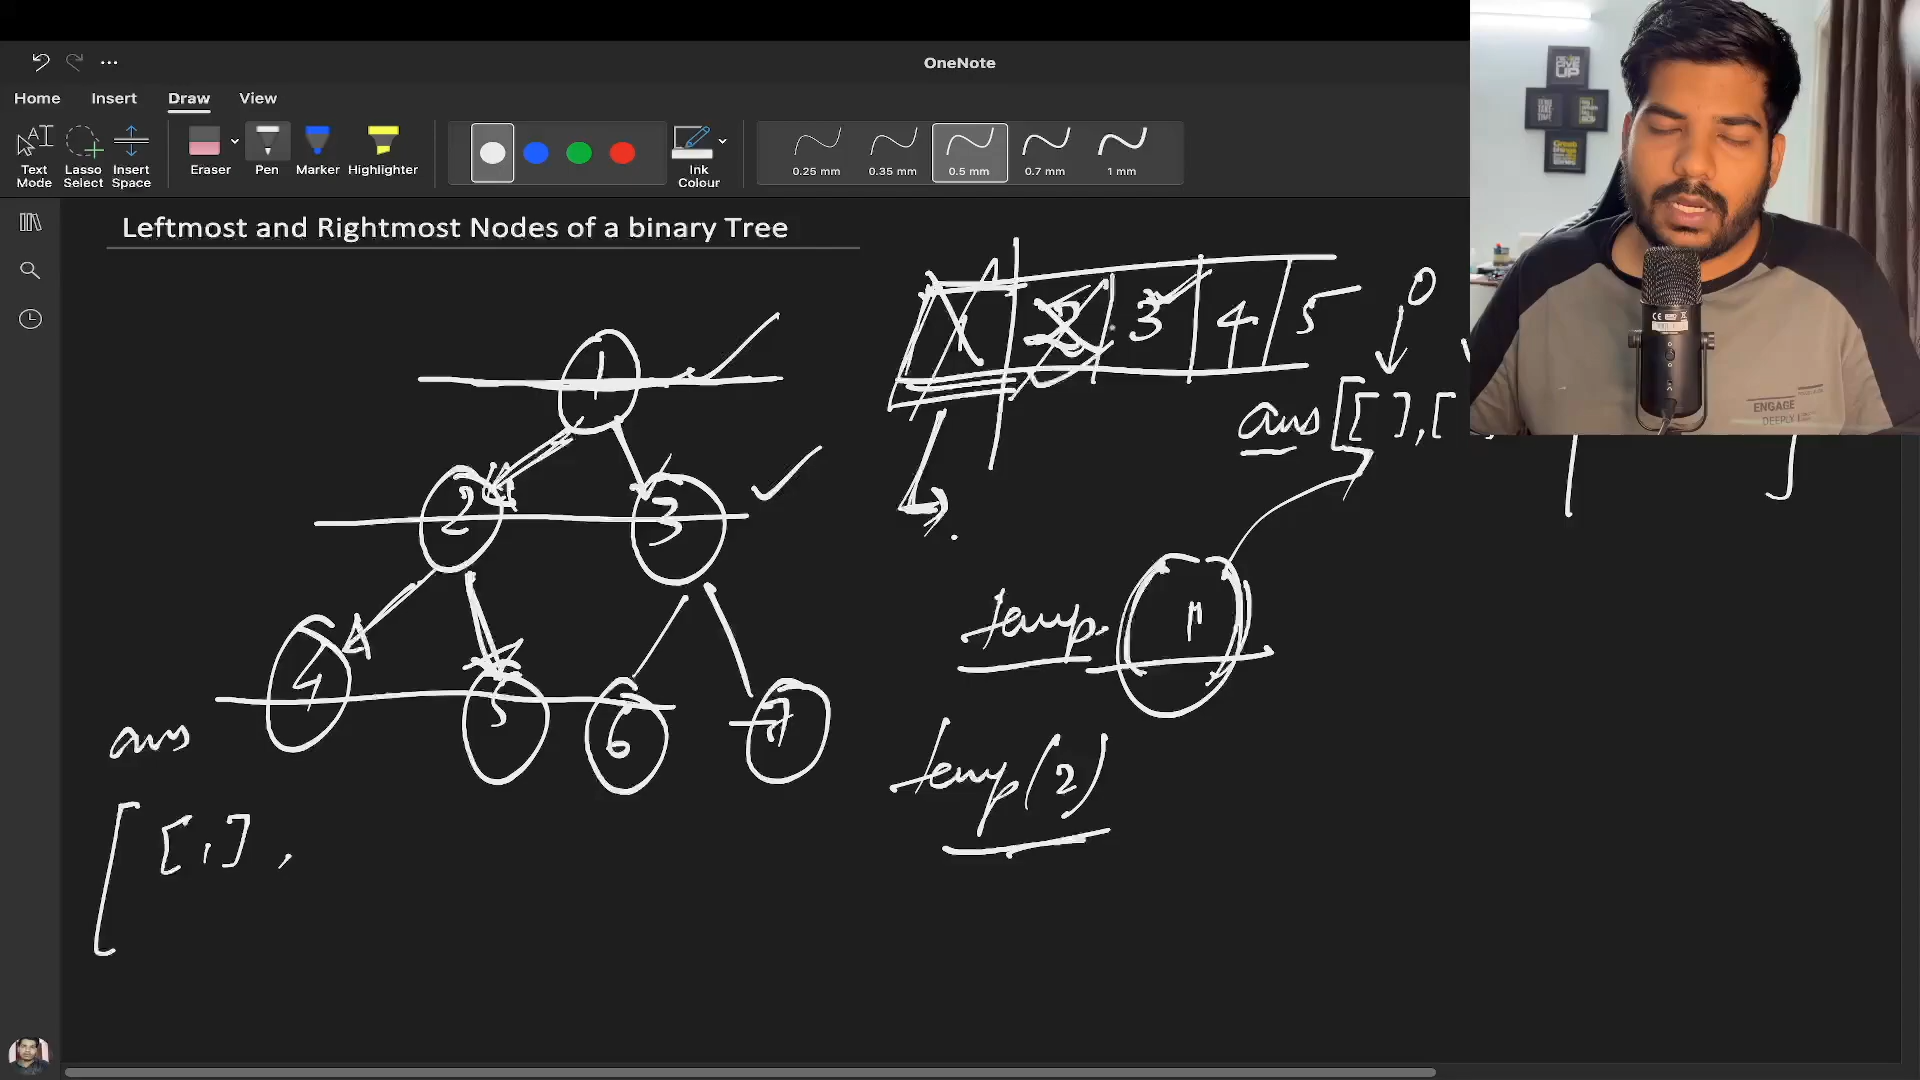 OneNote
Home Insert Draw View
Text Mode
Lasso Select
Insert Space
Eraser
Pen
Marker
Highlighter
Ink Colour
0.25 mm
0.35 mm
0.5 mm
0.7 mm
1 mm
Leftmost and Rightmost Nodes of a binary Tree
1 2 3 4 5
0
ans [[ ], [
1
2 3
4 5 6 7
temp. 1
temp (2)
ans
[ [1] ,
ENGAGE
DEEPLY